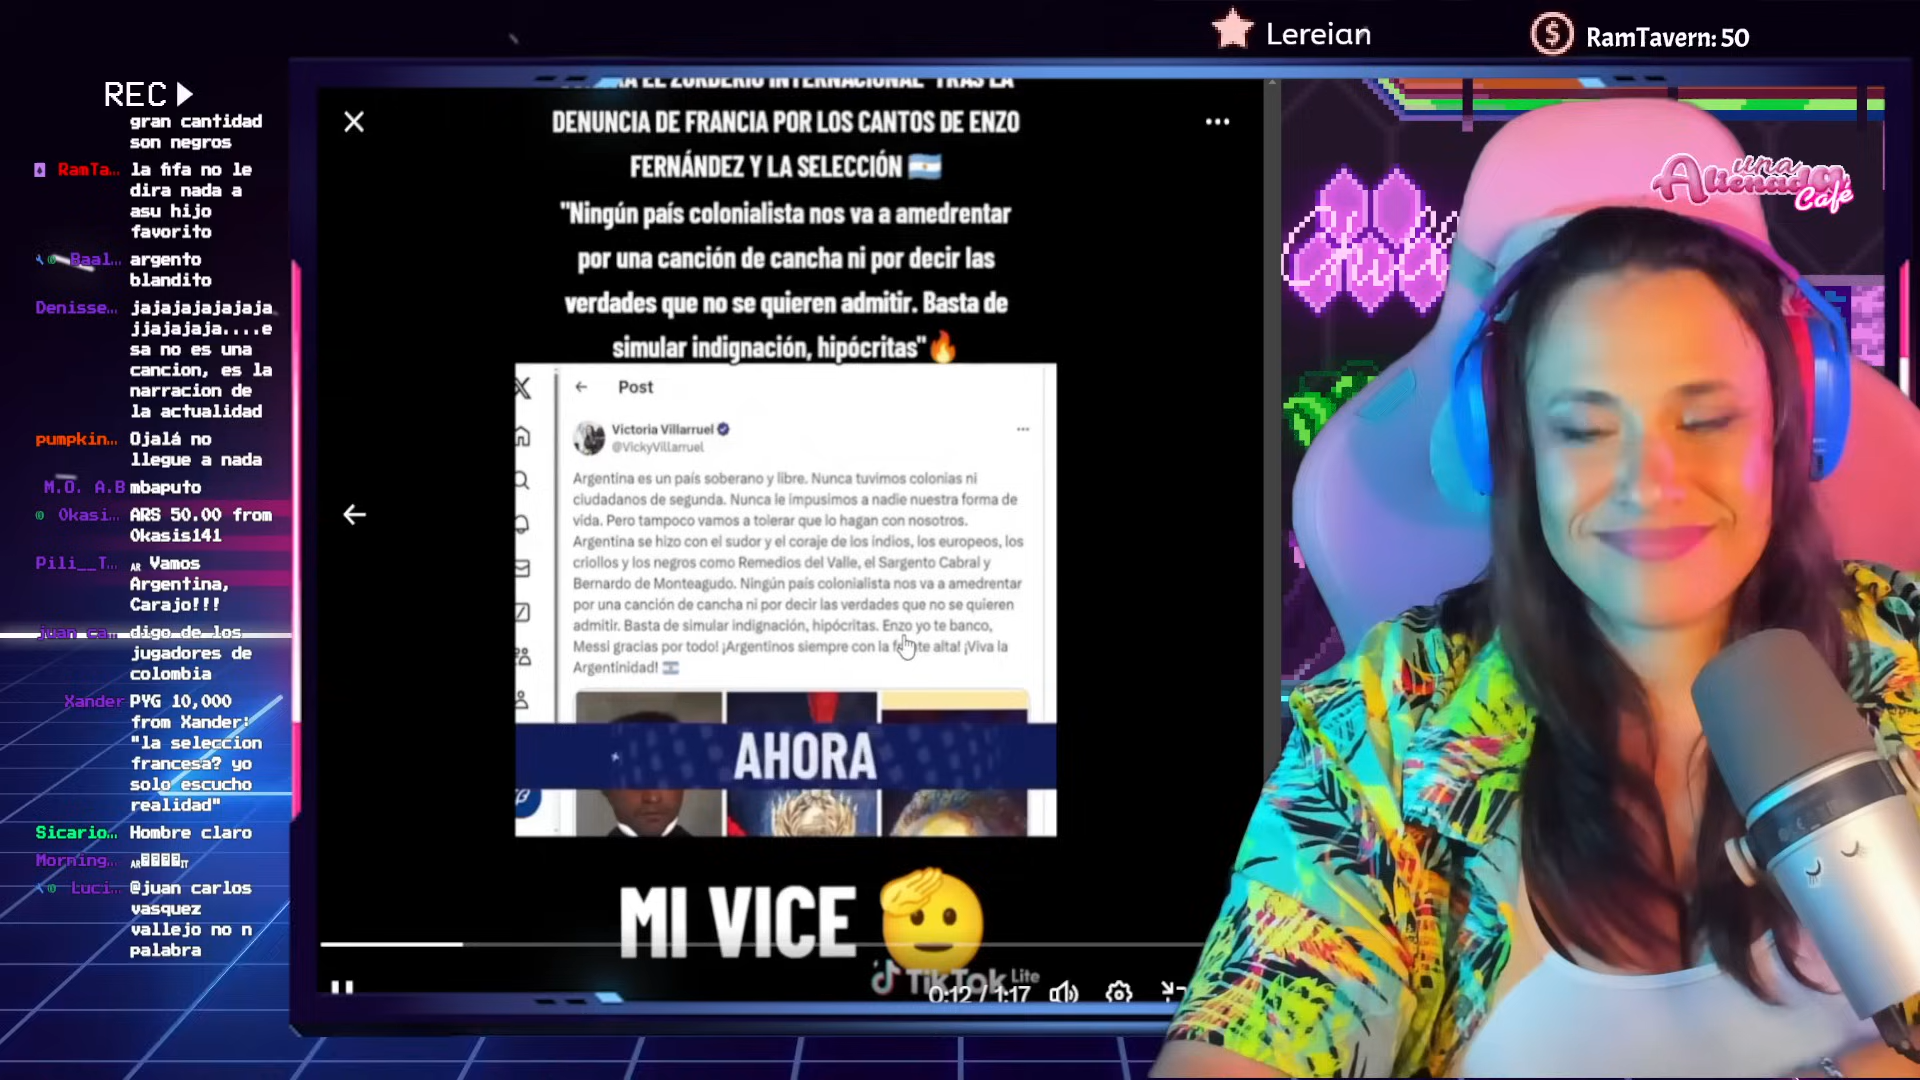 Lereian
RamTavern: 50
REC
gran cantidad
son negros
RamTa... la fifa no le
dira nada a
asu hijo
favorito
Baal... argento
blandito
Denisse... jajajajajajaja
jjajajaja....e
sa no es una
cancion, es la
narracion de
la actualidad
pumpkin... Ojalá no
llegue a nada
M.O. A.B mbaputo
Okasi... ARS 50.00 from
Okasis141
Pili__T... AR Vamos
Argentina,
Carajo!!!
juan ca... digo de los
jugadores de
colombia
Xander PYG 10,000
from Xander:
"la seleccion
francesa? yo
solo escucho
realidad"
Sicario... Hombre claro
Morning...
Luci... @juan carlos
vasquez
vallejo no n
palabra
EL ZURDERIO INTERNACIONAL" TRAS LA
DENUNCIA DE FRANCIA POR LOS CANTOS DE ENZO
FERNÁNDEZ Y LA SELECCIÓN 🇦🇷
"Ningún país colonialista nos va a amedrentar
por una canción de cancha ni por decir las
verdades que no se quieren admitir. Basta de
simular indignación, hipócritas"🔥
Post
Victoria Villarruel
@VickyVillarruel
Argentina es un país soberano y libre. Nunca tuvimos colonias ni
ciudadanos de segunda. Nunca le impusimos a nadie nuestra forma de
vida. Pero tampoco vamos a tolerar que lo hagan con nosotros.
Argentina se hizo con el sudor y el coraje de los indios, los europeos, los
criollos y los negros como Remedios del Valle, el Sargento Cabral y
Bernardo de Monteagudo. Ningún país colonialista nos va a amedrentar
por una canción de cancha ni por decir las verdades que no se quieren
admitir. Basta de simular indignación, hipócritas. Enzo yo te banco,
Messi gracias por todo! ¡Argentinos siempre con la frente alta! ¡Viva la
Argentinidad! 🇦🇷
AHORA
MI VICE 🫡
TikTok Lite
0:12 / 1:17
una
Alienada
Café